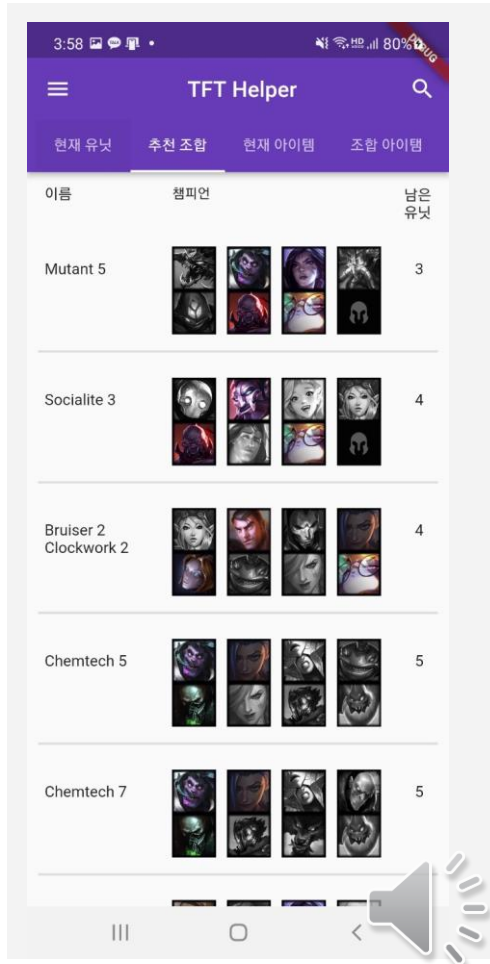 3:58
HD
80%
DEBUG
TFT Helper
현재 유닛
추천 조합
현재 아이템
조합 아이탬
이름
챔피언
남은
유닛
Mutant 5
3
Socialite 3
4
Bruiser 2
Clockwork 2
4
Chemtech 5
5
Chemtech 7
5